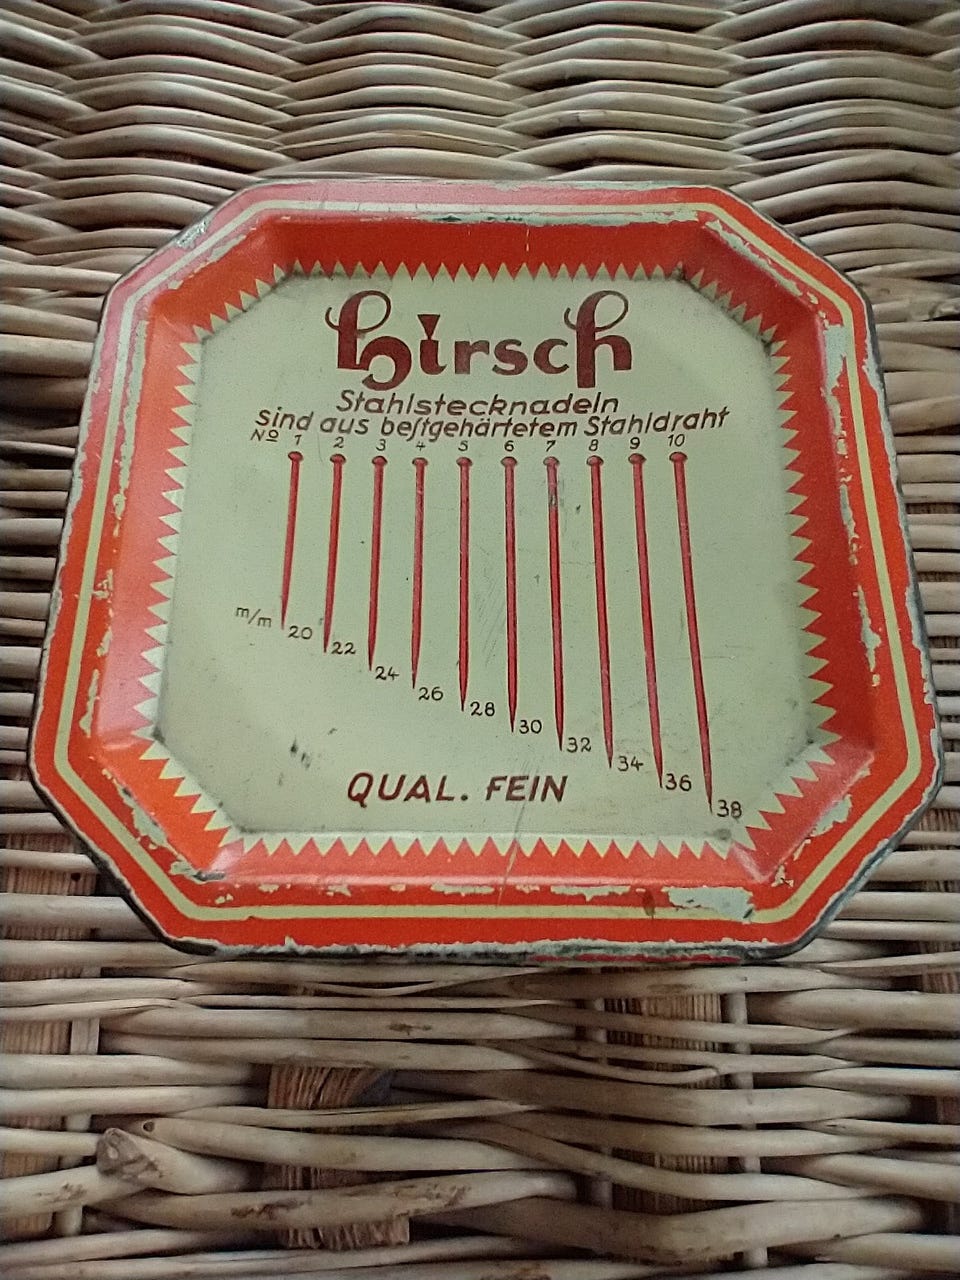 hirsch
Stahlstecknadeln
sind aus beſtgehärtetem Stahldraht
Nº 1 2 3 4 5 6 7 8 9 10
m/m 20 22 24 26 28 30 32 34 36 38
QUAL. FEIN